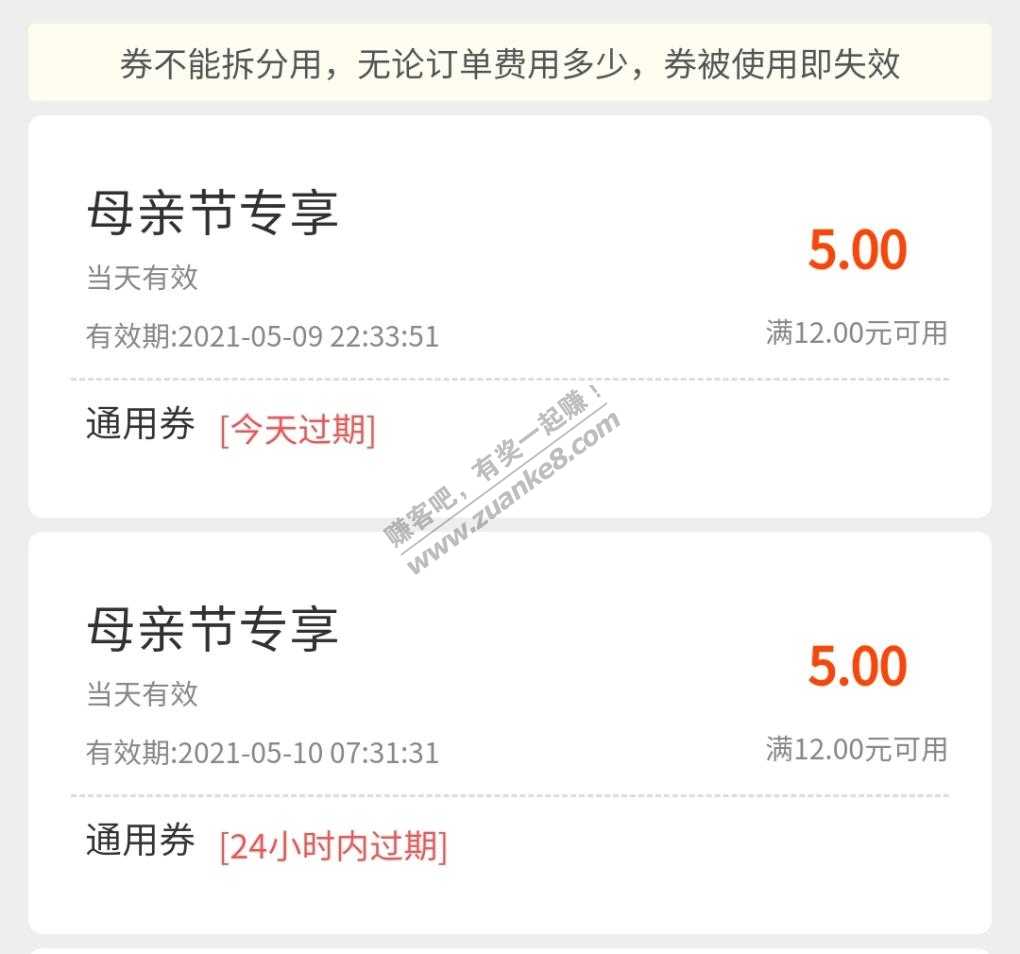 券不能拆分用，无论订单费用多少，券被使用即失效
母亲节专享
5.00
当天有效
有效期:2021-05-09 22:33:51
满12.00元可用
通用券 [今天过期]
赚客吧，有奖一起赚！
www.zuanke8.com
母亲节专享
5.00
当天有效
有效期:2021-05-10 07:31:31
满12.00元可用
通用券 [24小时内过期]